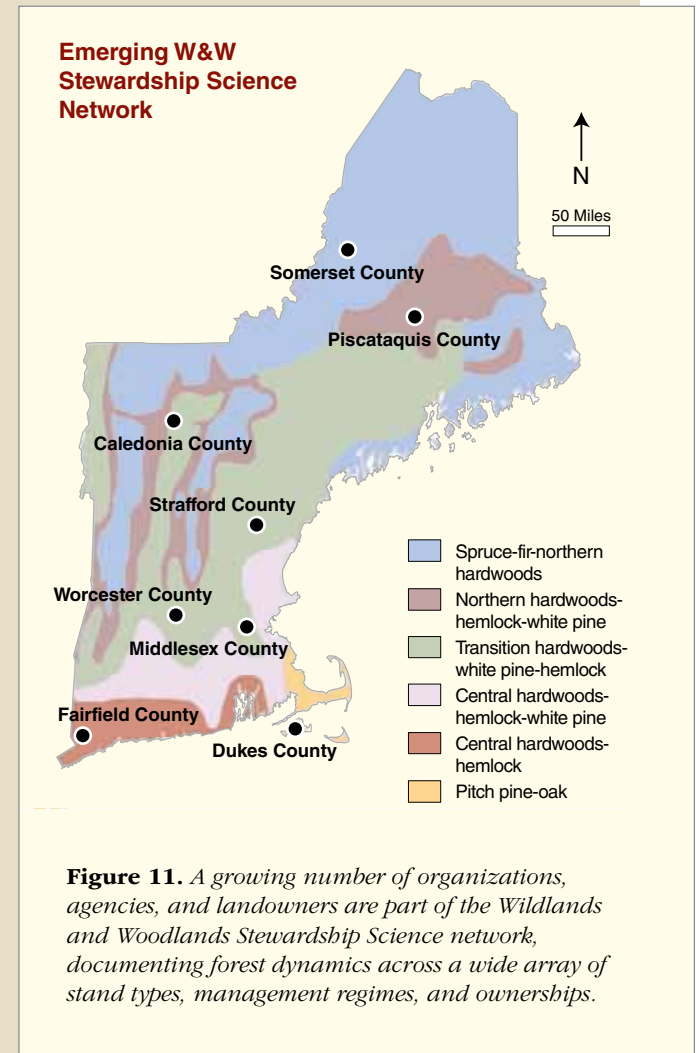 Emerging W&W
Stewardship Science
Network
N
50 Miles
Somerset County
Piscataquis County
Caledonia County
Strafford County
Worcester County
Middlesex County
Fairfield County
Dukes County
Spruce-fir-northern
hardwoods
Northern hardwoods-
hemlock-white pine
Transition hardwoods-
white pine-hemlock
Central hardwoods-
hemlock-white pine
Central hardwoods-
hemlock
Pitch pine-oak
Figure 11. A growing number of organizations,
agencies, and landowners are part of the Wildlands
and Woodlands Stewardship Science network,
documenting forest dynamics across a wide array of
stand types, management regimes, and ownerships.